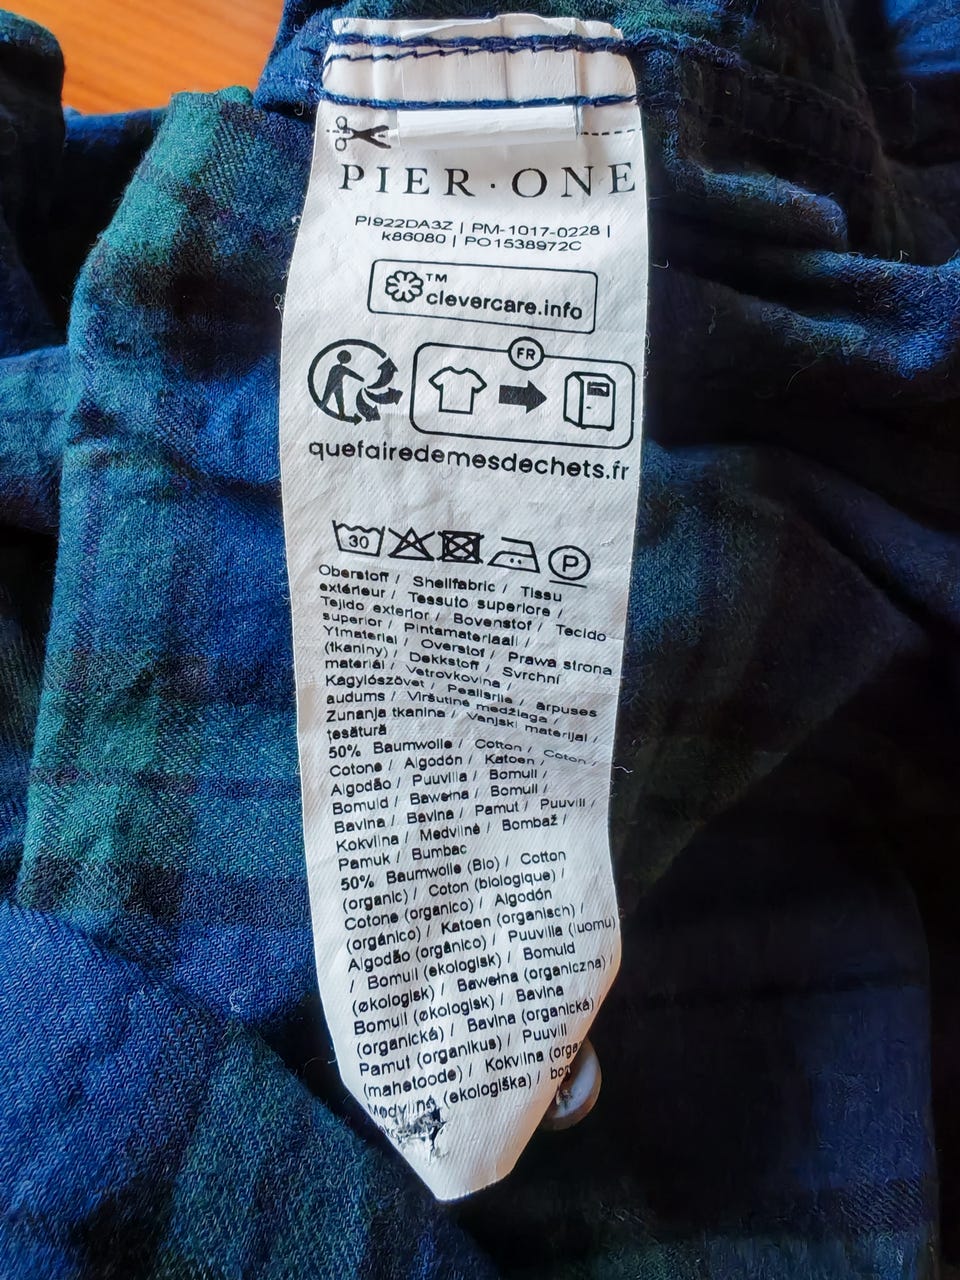 PIER·ONE
PI922DA3Z | PM-1017-0228 |
k86080 | PO1538972C
™
clevercare.info
FR
quefairedemesdechets.fr
30
P
Oberstoff / Shellfabric / Tissu
extérieur / Tessuto superiore /
Tejido exterior / Bovenstof / Tecido
superior / Pintamateriaali /
Ytmaterial / Overstof / Prawa strona
(tkaniny) / Dekkstoff / Svrchní
materiál / Vetrovkovina /
Kagylószövet / Pealisriie / ārpuses
audums / Viršutinė medžiaga /
Zunanja tkanina / Vanjski materijal /
țesătură
50% Baumwolle / Cotton / Coton /
Cotone / Algodón / Katoen /
Algodão / Puuvilla / Bomull /
Bomuld / Bawełna / Bomull /
Bavlna / Bavlna / Pamut / Puuvill /
Kokvilna / Medvilnė / Bombaž /
Pamuk / Bumbac
50% Baumwolle (Bio) / Cotton
(organic) / Coton (biologique) /
Cotone (organico) / Algodón
(orgánico) / Katoen (organisch) /
Algodão (orgânico) / Puuvilla (luomu)
/ Bomull (ekologisk) / Bomuld
(økologisk) / Bawełna (organiczna) /
Bomull (økologisk) / Bavlna
(organická) / Bavlna (organická)
Pamut (organikus) / Puuvill
(mahetoode) / Kokvilna (orga
Medvilnė (ekologiška) /